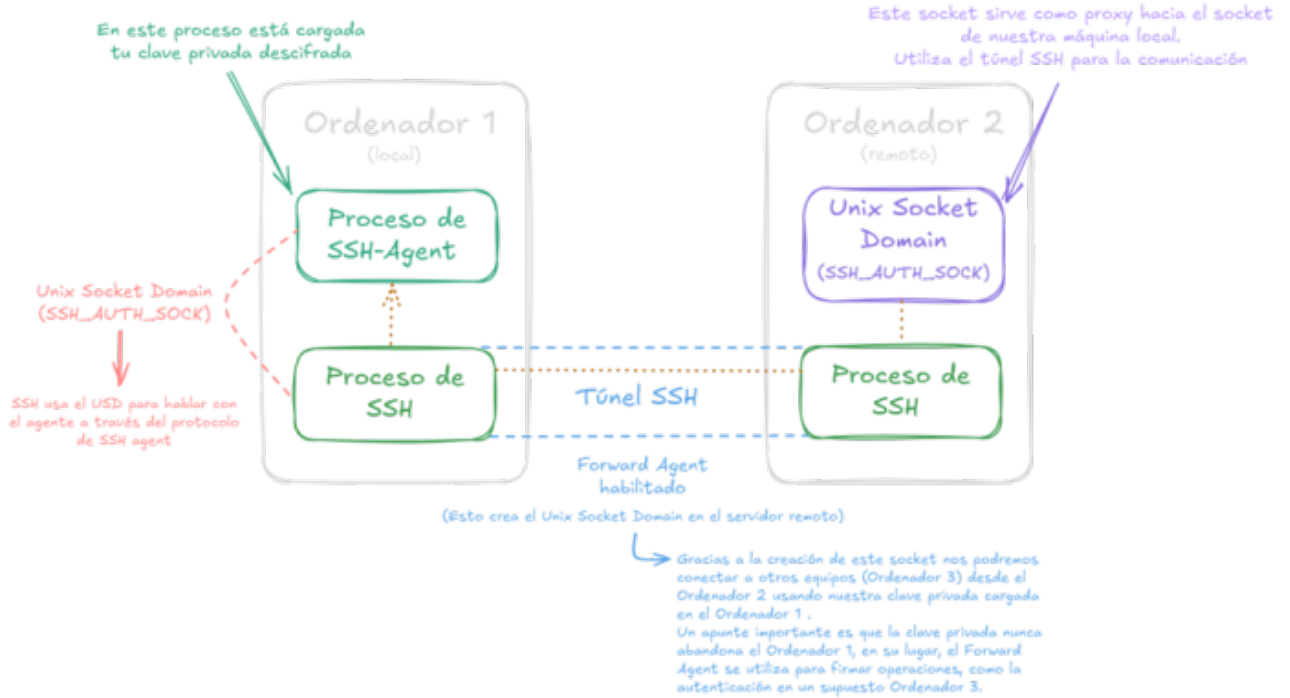 En este proceso está cargada
tu clave privada descifrada
Este socket sirve como proxy hacia el socket
de nuestra máquina local.
Utiliza el túnel SSH para la comunicación
Ordenador 1
(local)
Ordenador 2
(remoto)
Proceso de
SSH-Agent
Unix Socket
Domain
(SSH_AUTH_SOCK)
Unix Socket Domain
(SSH_AUTH_SOCK)
SSH usa el USD para hablar con
el agente a través del protocolo
de SSH agent
Proceso de
SSH
Túnel SSH
Proceso de
SSH
Forward Agent
habilitado
(Esto crea el Unix Socket Domain en el servidor remoto)
Gracias a la creación de este socket nos podremos
conectar a otros equipos (Ordenador 3) desde el
Ordenador 2 usando nuestra clave privada cargada
en el Ordenador 1 .
Un apunte importante es que la clave privada nunca
abandona el Ordenador 1, en su lugar, el Forward
Agent se utiliza para firmar operaciones, como la
autenticación en un supuesto Ordenador 3.